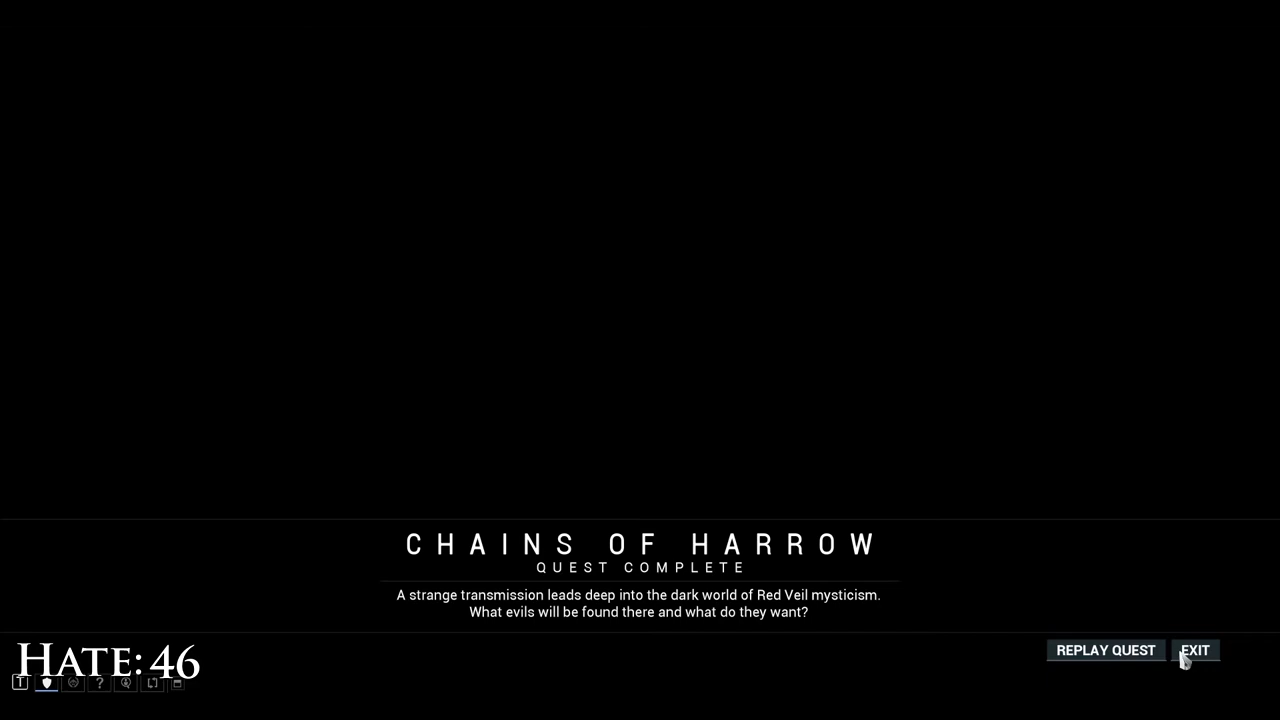 CHAINS OF HARROW
QUEST COMPLETE
A strange transmission leads deep into the dark world of Red Veil mysticism.
What evils will be found there and what do they want?
REPLAY QUEST EXIT
HATE: 46
T ?